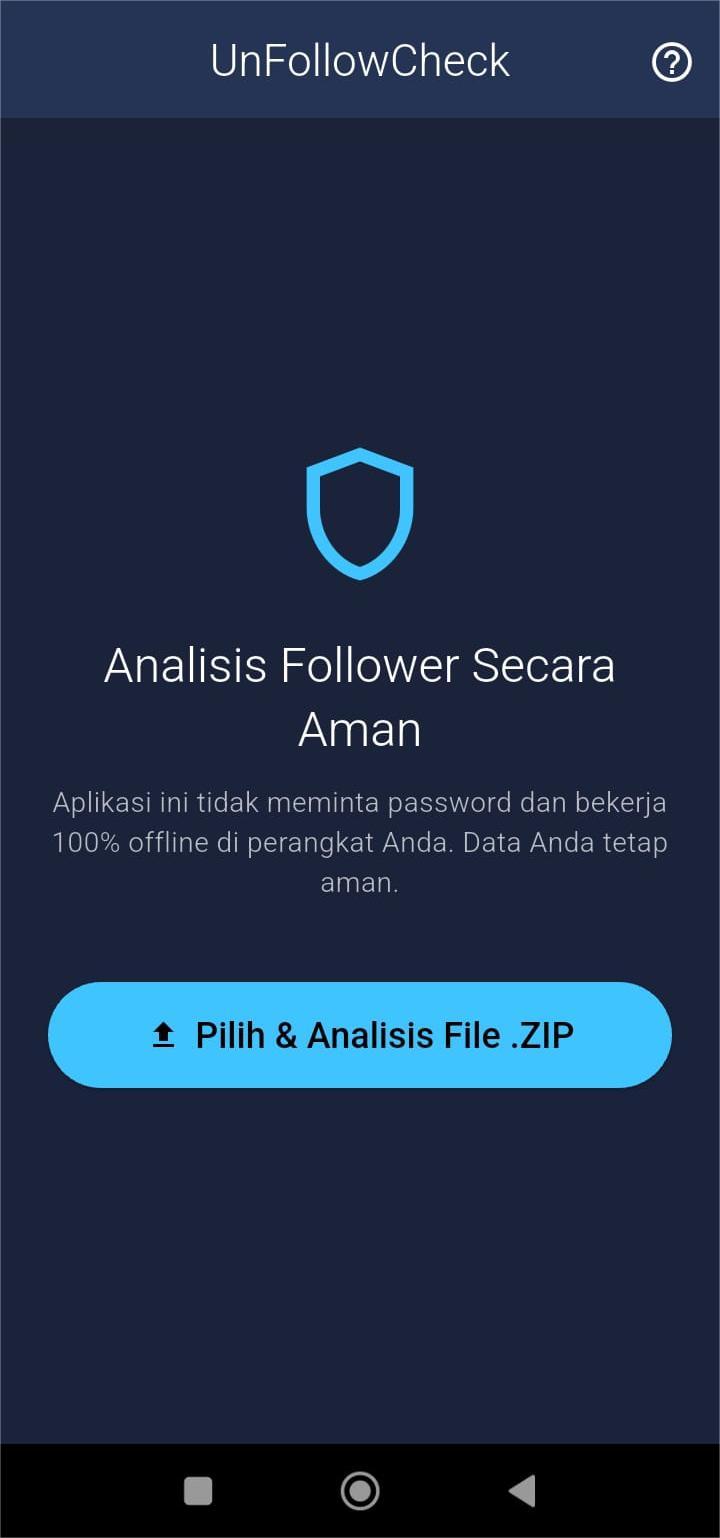 UnFollowCheck
Analisis Follower Secara
Aman
Aplikasi ini tidak meminta password dan bekerja
100% offline di perangkat Anda. Data Anda tetap
aman.
Pilih & Analisis File .ZIP